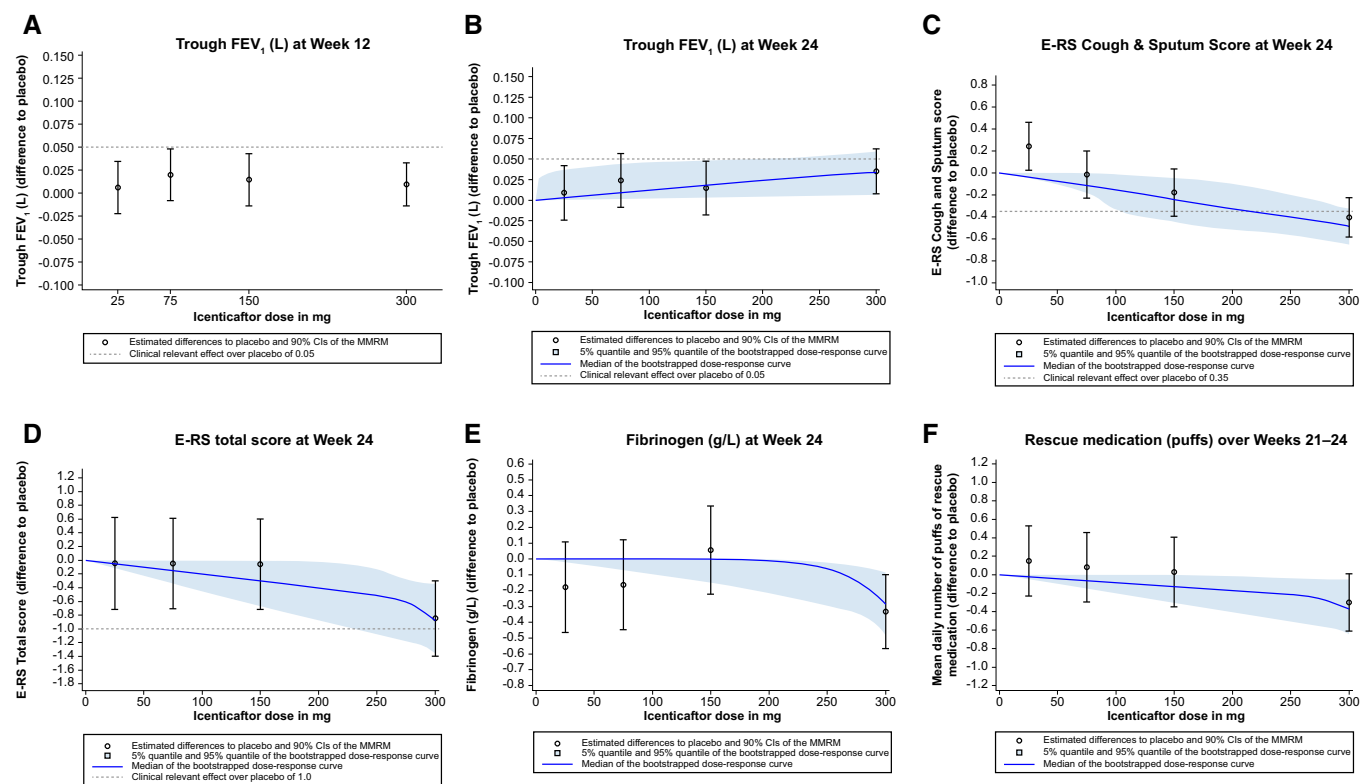 A
Trough FEV1 (L) at Week 12
Trough FEV1 (L) (difference to placebo)
0.150
0.125
0.100
0.075
0.050
0.025
0.000
-0.025
-0.050
-0.075
-0.100
25 75 150 300
Icenticaftor dose in mg
Estimated differences to placebo and 90% CIs of the MMRM
Clinical relevant effect over placebo of 0.05
B
Trough FEV1 (L) at Week 24
Trough FEV1 (L) (difference to placebo)
0.150
0.125
0.100
0.075
0.050
0.025
0.000
-0.025
-0.050
-0.075
-0.100
0 50 100 150 200 250 300
Icenticaftor dose in mg
Estimated differences to placebo and 90% CIs of the MMRM
5% quantile and 95% quantile of the bootstrapped dose-response curve
Median of the bootstrapped dose-response curve
Clinical relevant effect over placebo of 0.05
C
E-RS Cough & Sputum Score at Week 24
E-RS Cough and Sputum score
(difference to placebo)
0.8
0.6
0.4
0.2
0.0
-0.2
-0.4
-0.6
-0.8
-1.0
0 50 100 150 200 250 300
Icenticaftor dose in mg
Estimated differences to placebo and 90% CIs of the MMRM
5% quantile and 95% quantile of the bootstrapped dose-response curve
Median of the bootstrapped dose-response curve
Clinical relevant effect over placebo of 0.35
D
E-RS total score at Week 24
E-RS Total score (difference to placebo)
1.2
1.0
0.8
0.6
0.4
0.2
0.0
-0.2
-0.4
-0.6
-0.8
-1.0
-1.2
-1.4
-1.6
-1.8
0 50 100 150 200 250 300
Icenticaftor dose in mg
Estimated differences to placebo and 90% CIs of the MMRM
5% quantile and 95% quantile of the bootstrapped dose-response curve
Median of the bootstrapped dose-response curve
Clinical relevant effect over placebo of 1.0
E
Fibrinogen (g/L) at Week 24
Fibrinogen (g/L) (difference to placebo)
0.6
0.5
0.4
0.3
0.2
0.1
0.0
-0.1
-0.2
-0.3
-0.4
-0.5
-0.6
-0.7
-0.8
0 50 100 150 200 250 300
Icenticaftor dose in mg
Estimated differences to placebo and 90% CIs of the MMRM
5% quantile and 95% quantile of the bootstrapped dose-response curve
Median of the bootstrapped dose-response curve
F
Rescue medication (puffs) over Weeks 21–24
Mean daily number of puffs of rescue
medication (difference to placebo)
1.2
1.0
0.8
0.6
0.4
0.2
0.0
-0.2
-0.4
-0.6
-0.8
-1.0
-1.2
0 50 100 150 200 250 300
Icenticaftor dose in mg
Estimated differences to placebo and 90% CIs of the MMRM
5% quantile and 95% quantile of the bootstrapped dose-response curve
Median of the bootstrapped dose-response curve